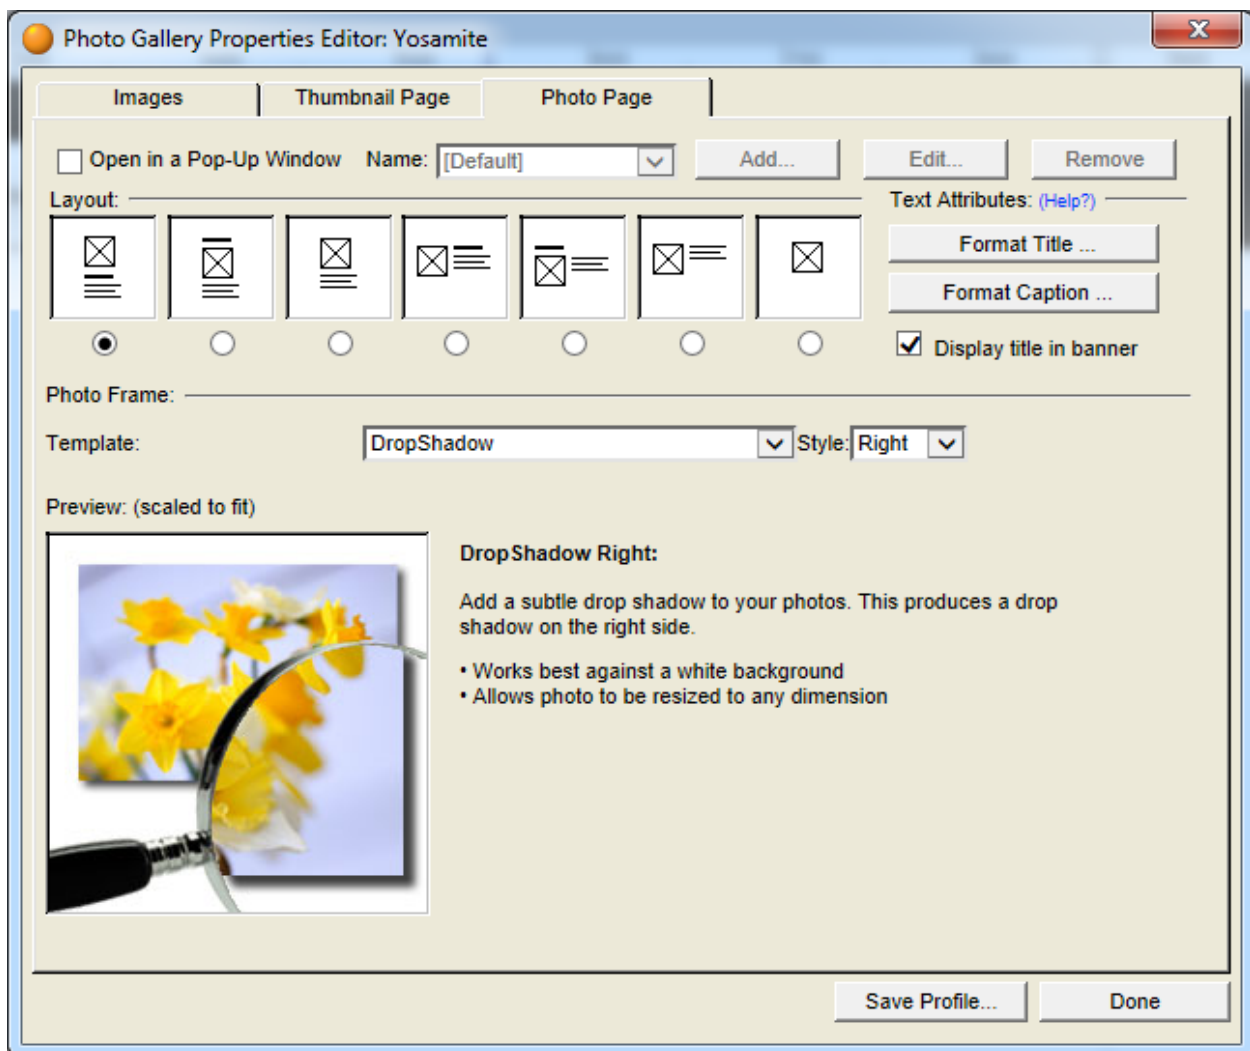 Photo Gallery Properties Editor: Yosamite
Images Thumbnail Page Photo Page
Open in a Pop-Up Window Name: [Default] Add... Edit... Remove
Layout: Text Attributes: (Help?)
Format Title ...
Format Caption ...
Display title in banner
Photo Frame:
Template: DropShadow Style: Right
Preview: (scaled to fit)
DropShadow Right:
Add a subtle drop shadow to your photos. This produces a drop
shadow on the right side.
• Works best against a white background
• Allows photo to be resized to any dimension
Save Profile... Done